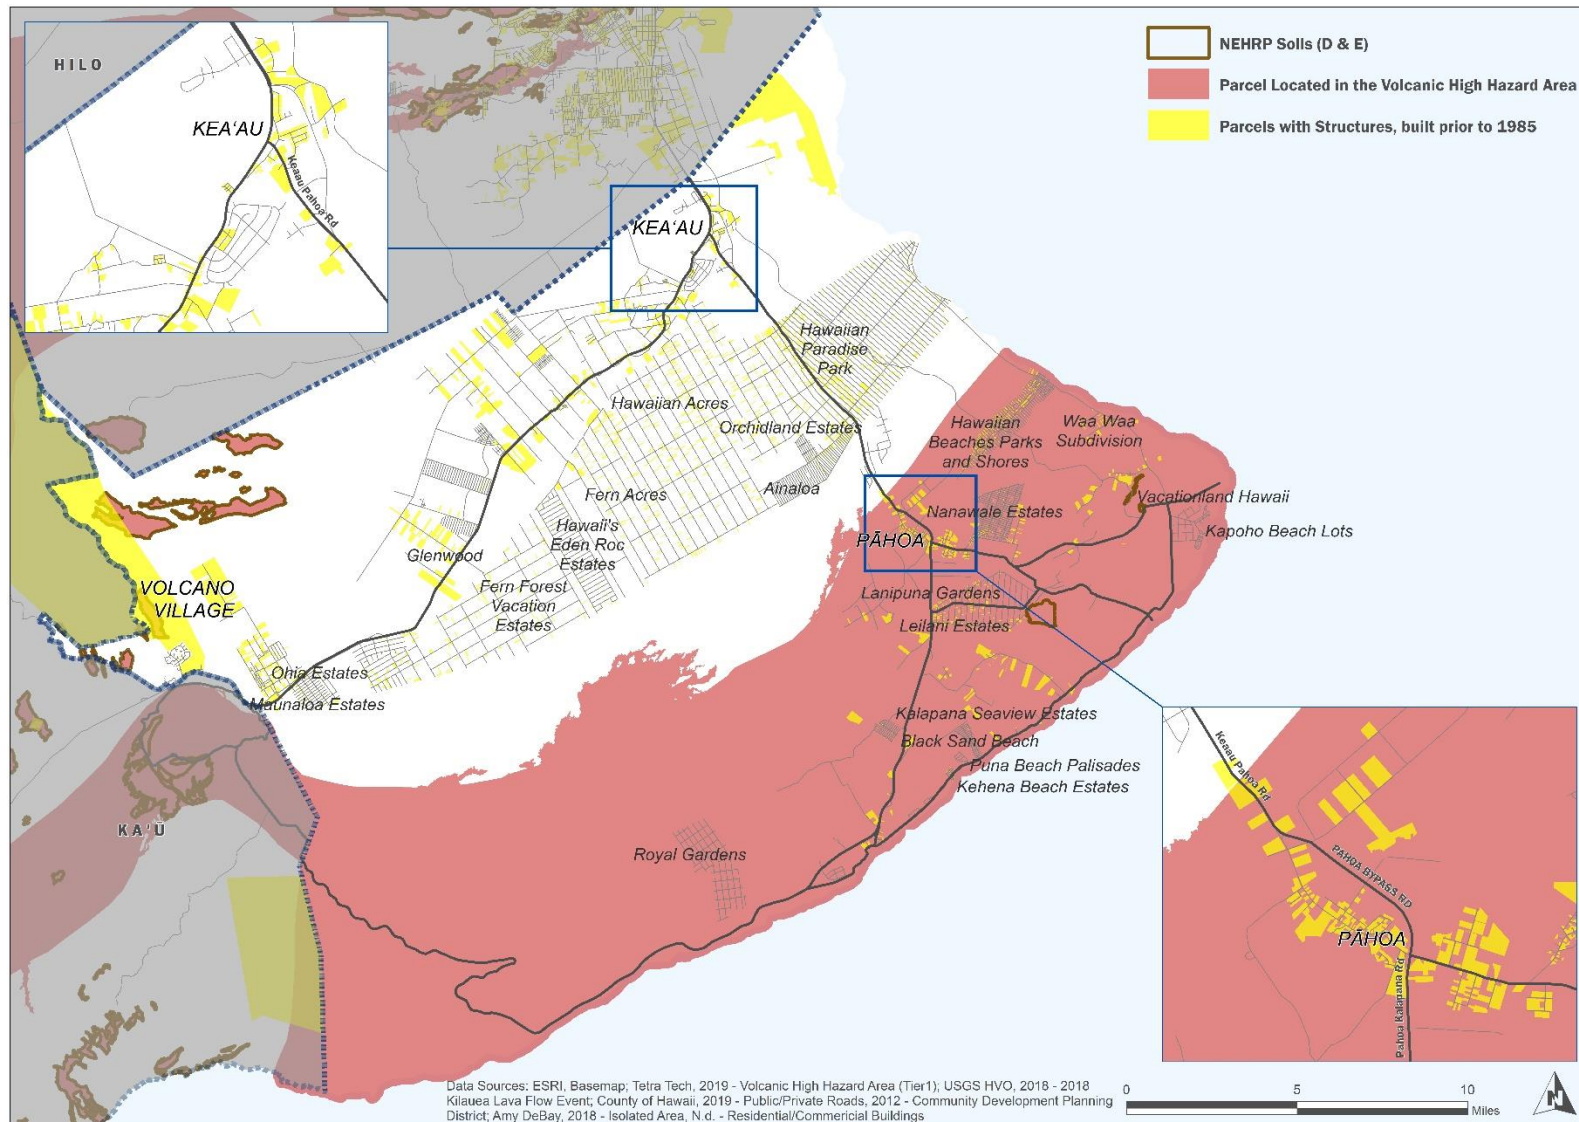 HILO
KEA'AU
Keaau Pahoa Rd
NEHRP Soils (D & E)
Parcel Located in the Volcanic High Hazard Area
Parcels with Structures, built prior to 1985
KEA'AU
Hawaiian
Paradise
Park
Hawaiian Acres
Orchidland Estates
Hawaiian
Beaches Parks
and Shores
Waa Waa
Subdivision
Fern Acres
Ainaloa
Hawaii's
Eden Roc
Estates
Glenwood
Fern Forest
Vacation
Estates
Nanawale Estates
Vacationland Hawaii
Kapoho Beach Lots
PĀHOA
VOLCANO
VILLAGE
Lanipuna Gardens
Leilani Estates
Ohia Estates
Maunaloa Estates
Kalapana Seaview Estates
Black Sand Beach
Puna Beach Palisades
Kehena Beach Estates
KA'Ū
Royal Gardens
Keaau Pahoa Rd
PAHOA BYPASS RD
PĀHOA
Pahoa Kalapana Rd
Data Sources: ESRI, Basemap; Tetra Tech, 2019 - Volcanic High Hazard Area (Tier1); USGS HVO, 2018 - 2018
Kilauea Lava Flow Event; County of Hawaii, 2019 - Public/Private Roads, 2012 - Community Development Planning
District; Amy DeBay, 2018 - Isolated Area, N.d. - Residential/Commericial Buildings
0 5 10
Miles
N